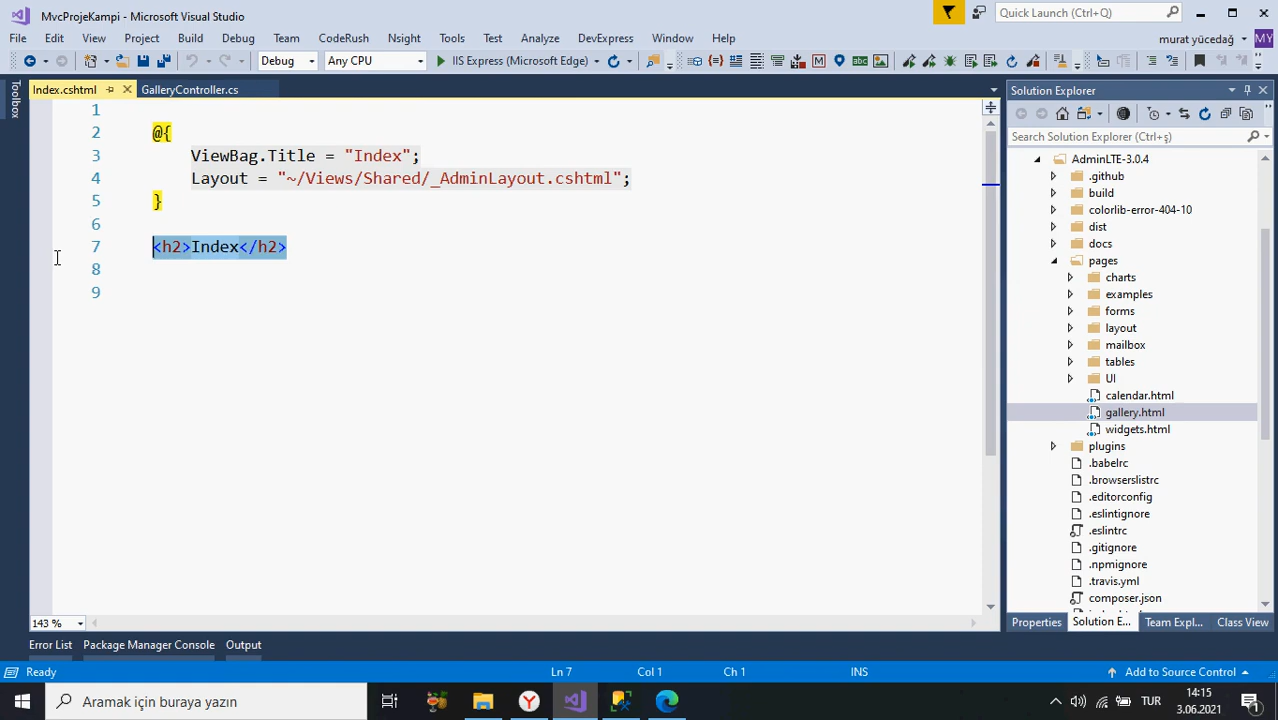 MvcProjeKampi - Microsoft Visual Studio
Quick Launch (Ctrl+Q)
File Edit View Project Build Debug Team CodeRush Nsight Tools Test Analyze DevExpress Window Help
murat yücedağ MY
Debug Any CPU IIS Express (Microsoft Edge)
Toolbox
Index.cshtml GalleryController.cs
1
2 @{
3 ViewBag.Title = "Index";
4 Layout = "~/Views/Shared/_AdminLayout.cshtml";
5 }
6
7 <h2>Index</h2>
8
9
143 %
Solution Explorer
Search Solution Explorer (Ctrl+ş)
AdminLTE-3.0.4
.github
build
colorlib-error-404-10
dist
docs
pages
charts
examples
forms
layout
mailbox
tables
UI
calendar.html
gallery.html
widgets.html
plugins
.babelrc
.browserslistrc
.editorconfig
.eslintignore
.eslintrc
.gitignore
.npmignore
.travis.yml
composer.json
Properties Solution E... Team Expl... Class View
Error List Package Manager Console Output
Ready Ln 7 Col 1 Ch 1 INS Add to Source Control
Aramak için buraya yazın
TUR
14:15
3.06.2021
1